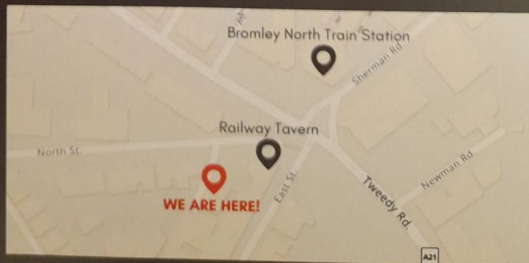 Bromley North Train Station
Sherman Rd.
Railway Tavern
North St.
WE ARE HERE!
East St.
Tweedy Rd.
Newman Rd.
A21